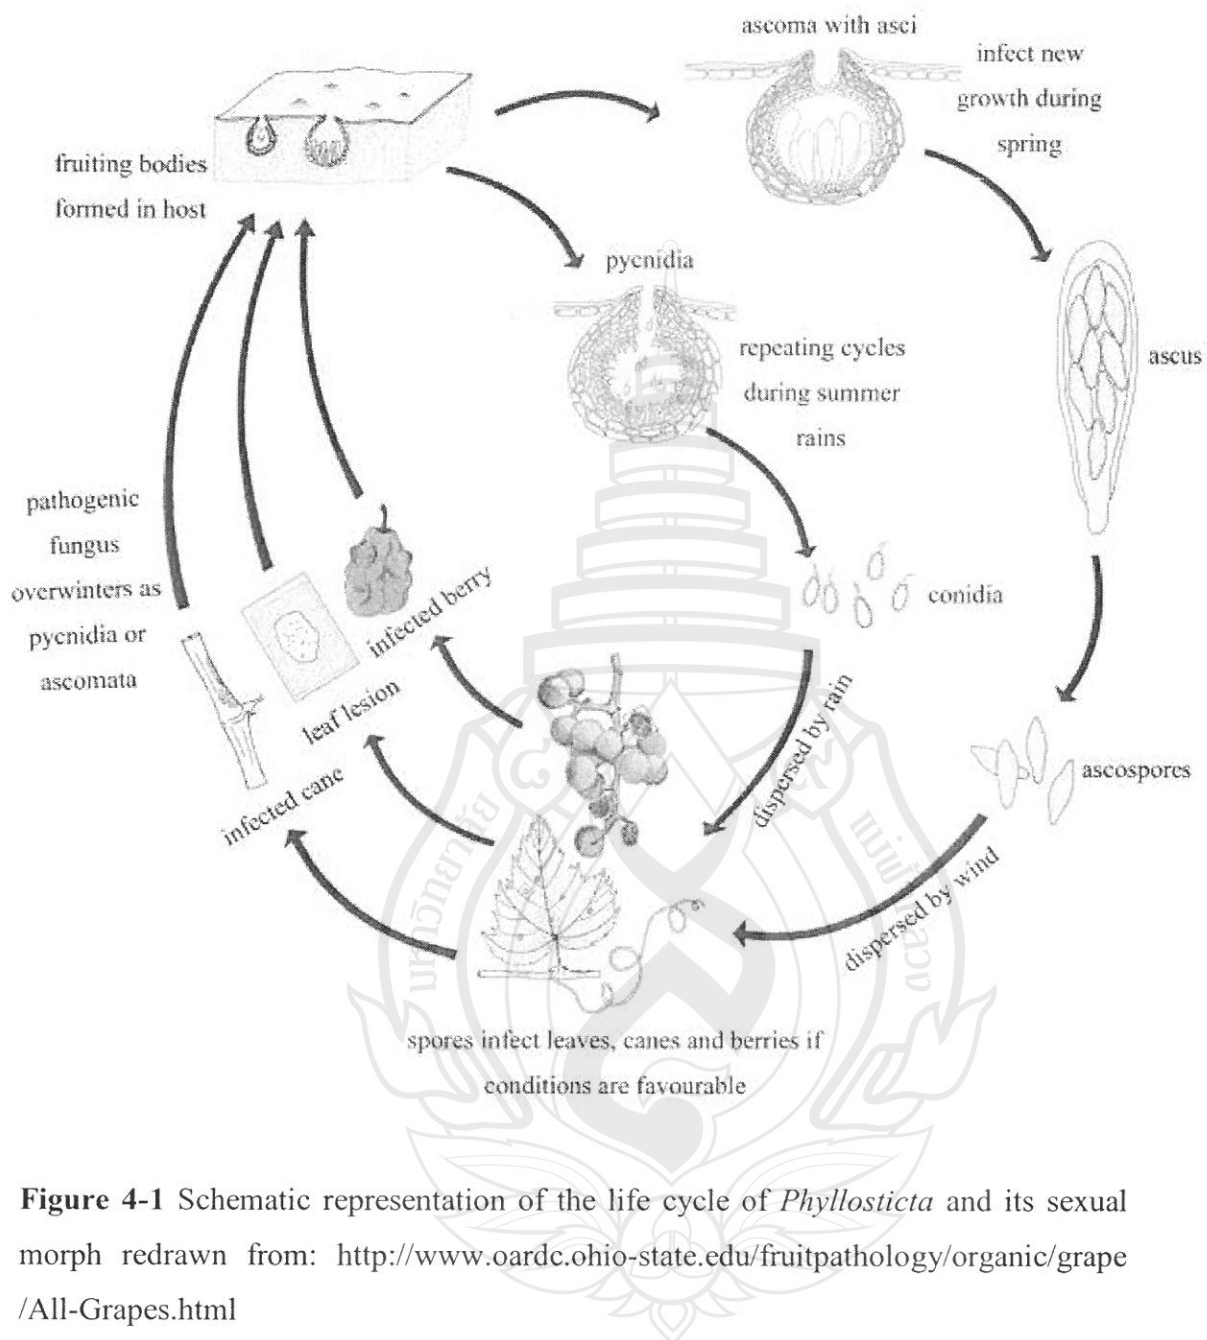 ascoma with asci
infect new
growth during
spring
fruiting bodies
formed in host
pycnidia
repeating cycles
during summer
rains
ascus
pathogenic
fungus
overwinters as
pycnidia or
ascomata
conidia
infected berry
leaf lesion
infected cane
dispersed by rain
ascospores
dispersed by wind
spores infect leaves, canes and berries if
conditions are favourable
Figure 4-1 Schematic representation of the life cycle of Phyllosticta and its sexual
morph redrawn from: http://www.oardc.ohio-state.edu/fruitpathology/organic/grape
/All-Grapes.html